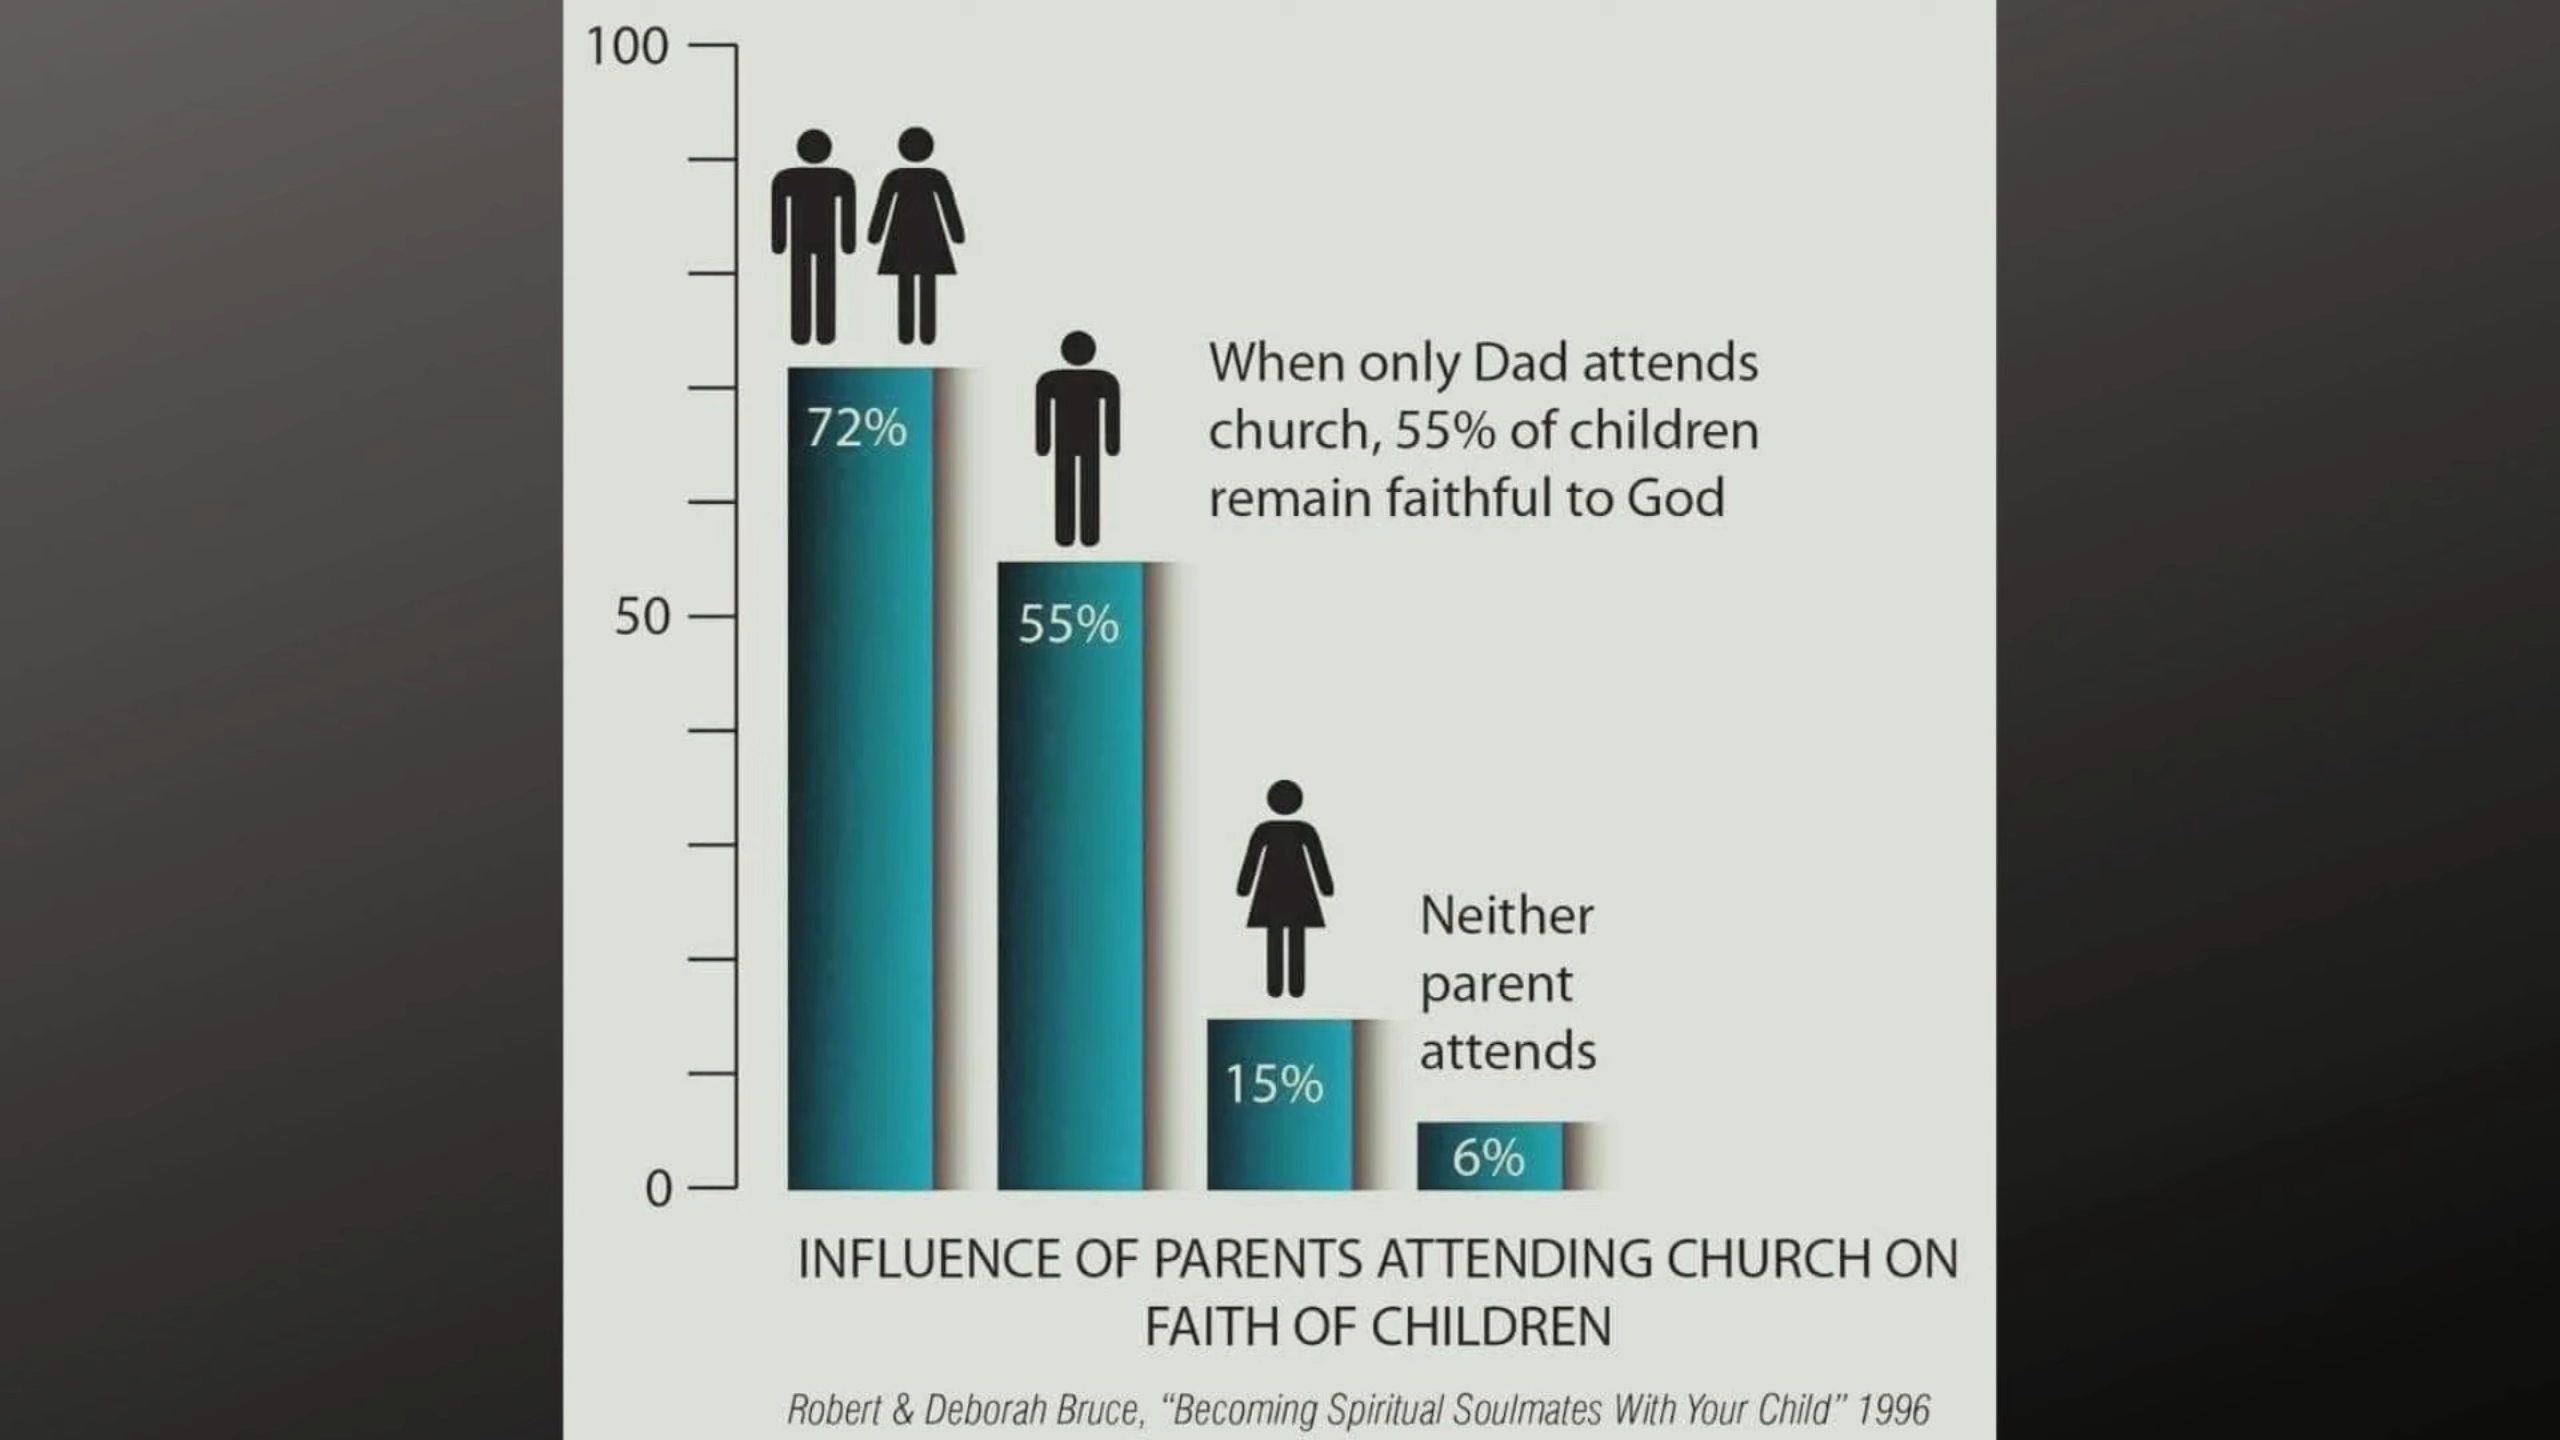 100
72%
When only Dad attends
church, 55% of children
remain faithful to God
50
55%
15%
Neither
parent
attends
6%
0
INFLUENCE OF PARENTS ATTENDING CHURCH ON
FAITH OF CHILDREN
Robert & Deborah Bruce, “Becoming Spiritual Soulmates With Your Child” 1996